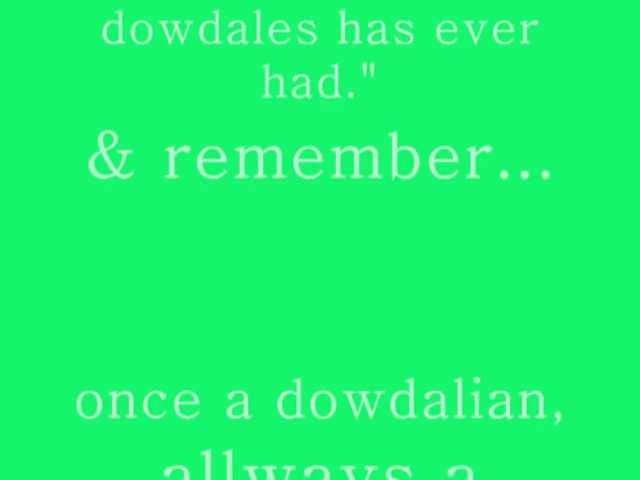 dowdales has ever
had."
& remember...
once a dowdalian,
allways a